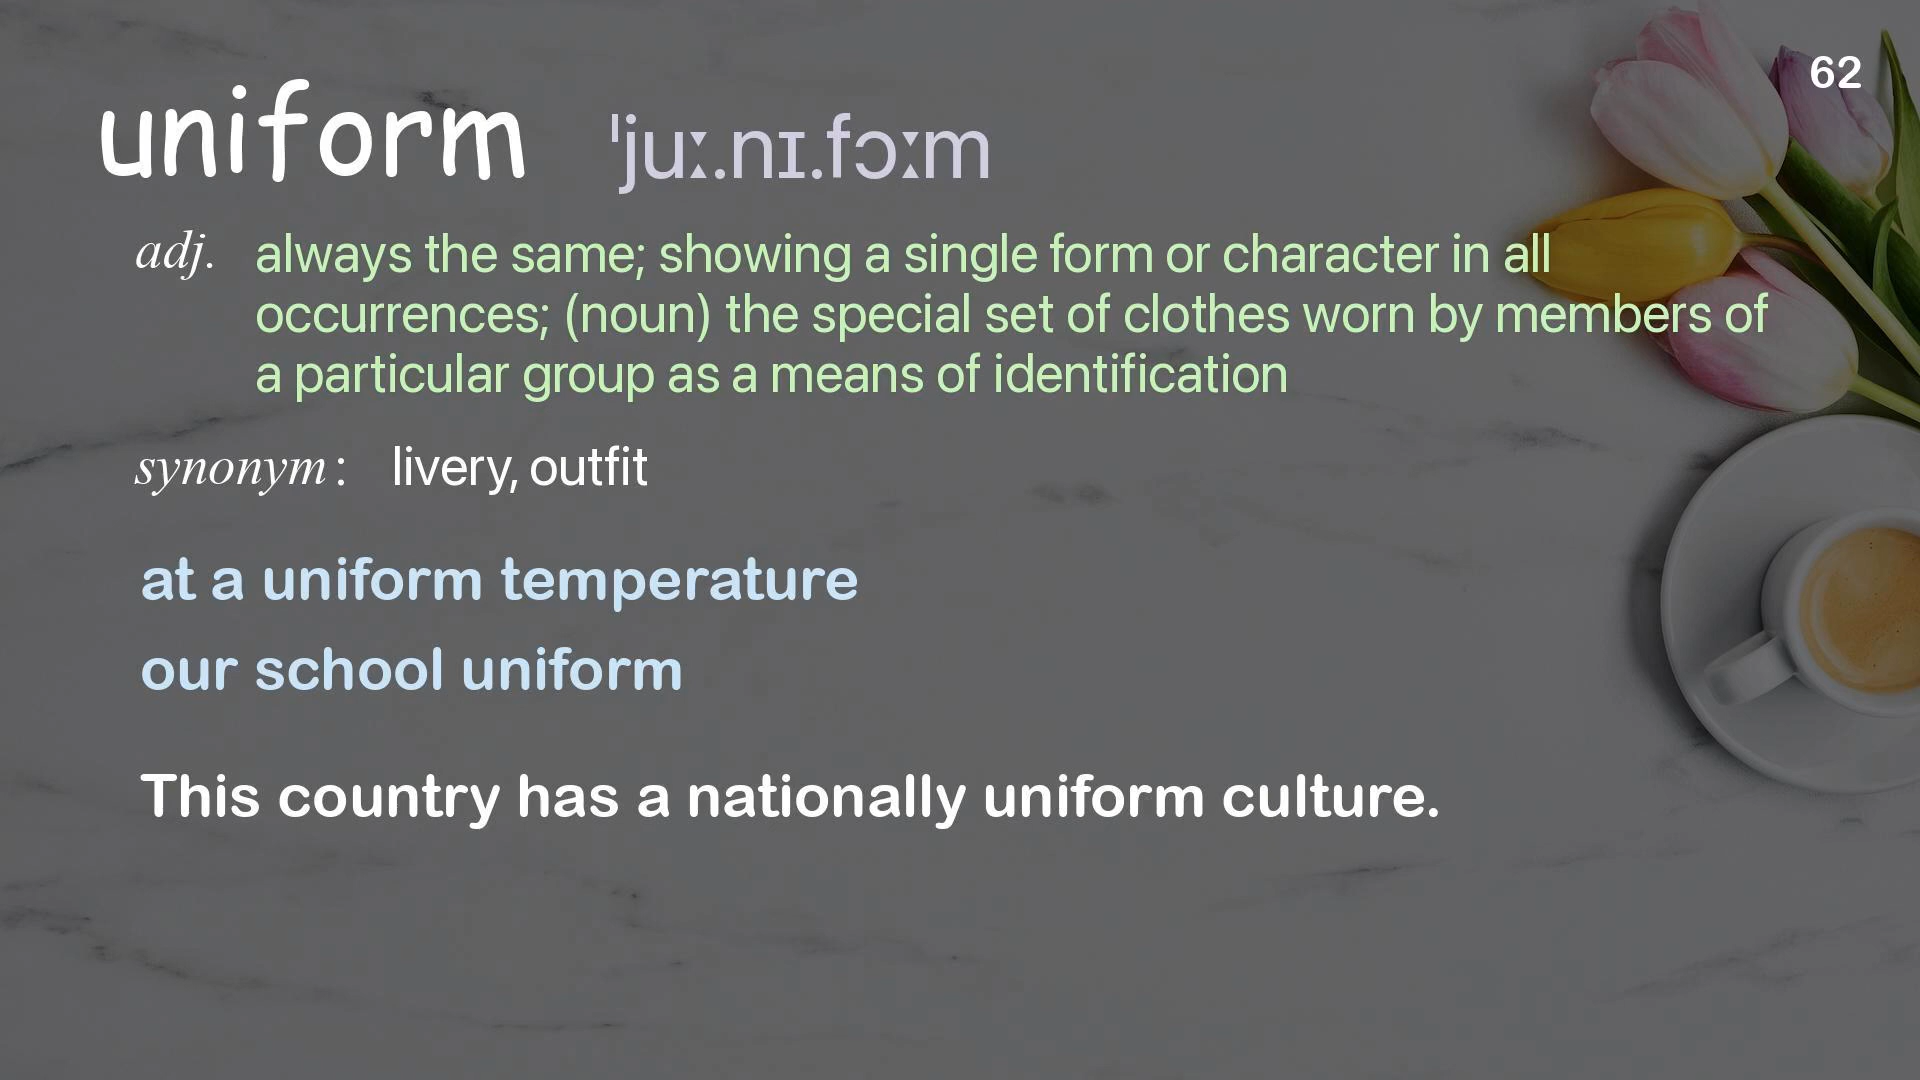 62
uniform ˈjuː.nɪ.fɔːm
adj. always the same; showing a single form or character in all
occurrences; (noun) the special set of clothes worn by members of
a particular group as a means of identification
synonym: livery, outfit
at a uniform temperature
our school uniform
This country has a nationally uniform culture.